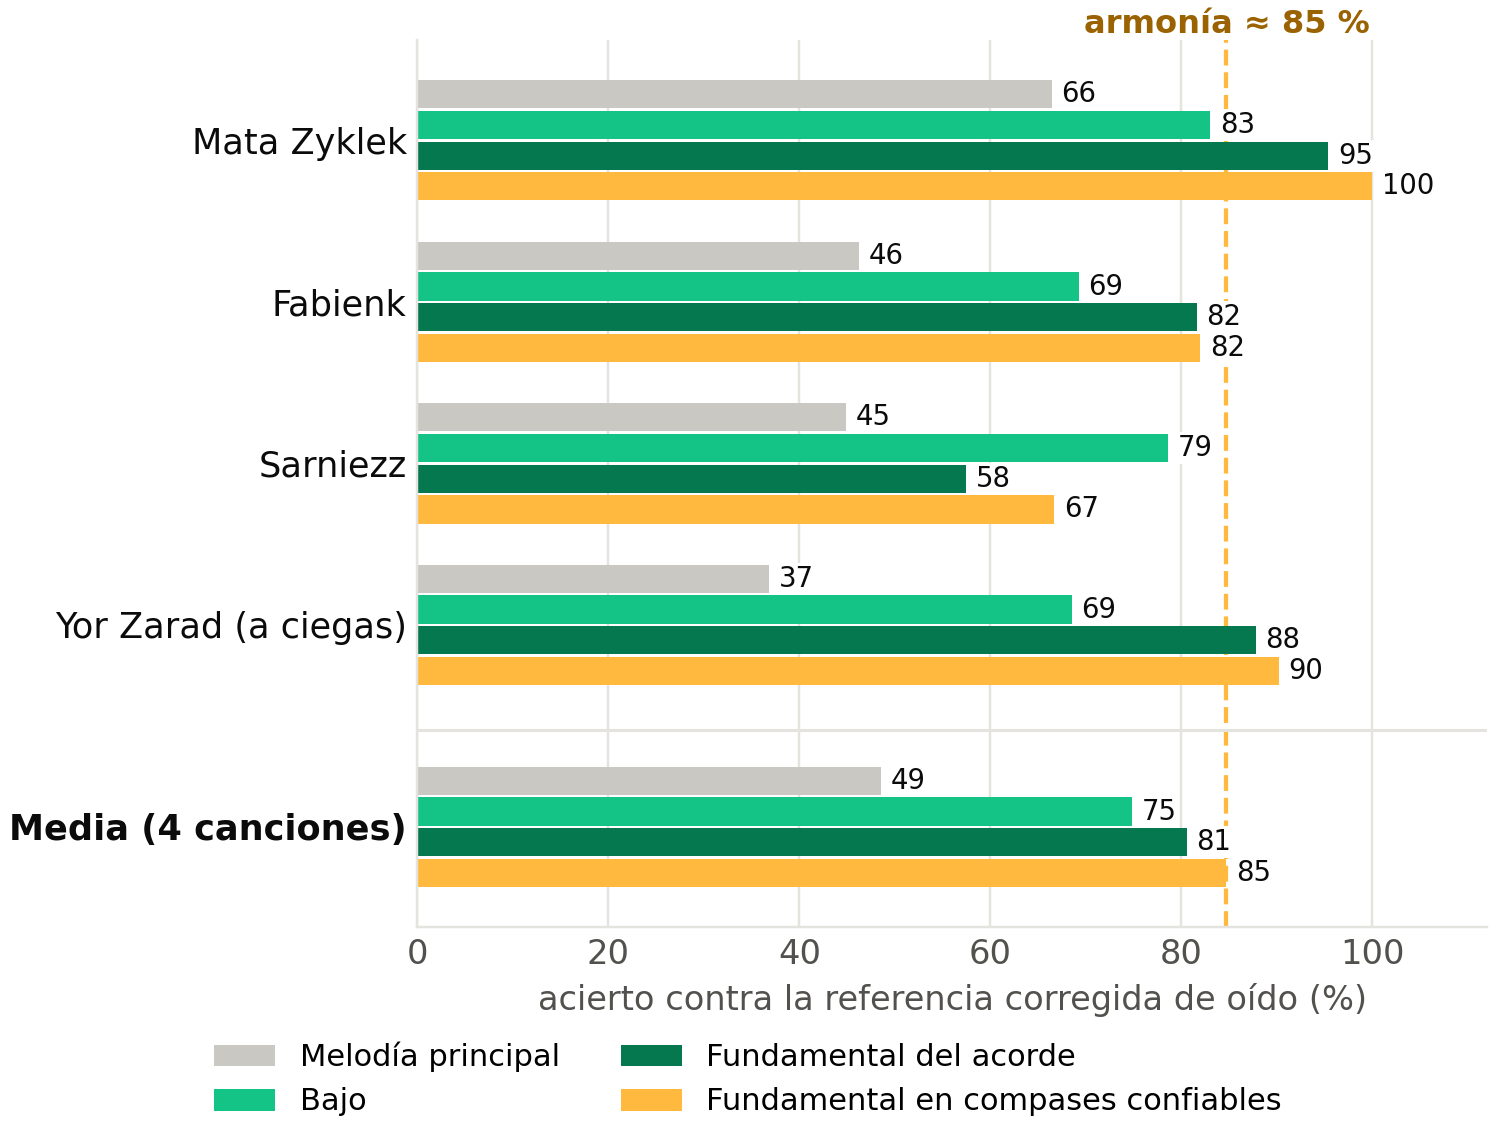 armonía ≈ 85 %
Mata Zyklek
66
83
95
100
Fabienk
46
69
82
82
Sarniezz
45
79
58
67
Yor Zarad (a ciegas)
37
69
88
90
Media (4 canciones)
49
75
81
85
0 20 40 60 80 100
acierto contra la referencia corregida de oído (%)
Melodía principal
Bajo
Fundamental del acorde
Fundamental en compases confiables